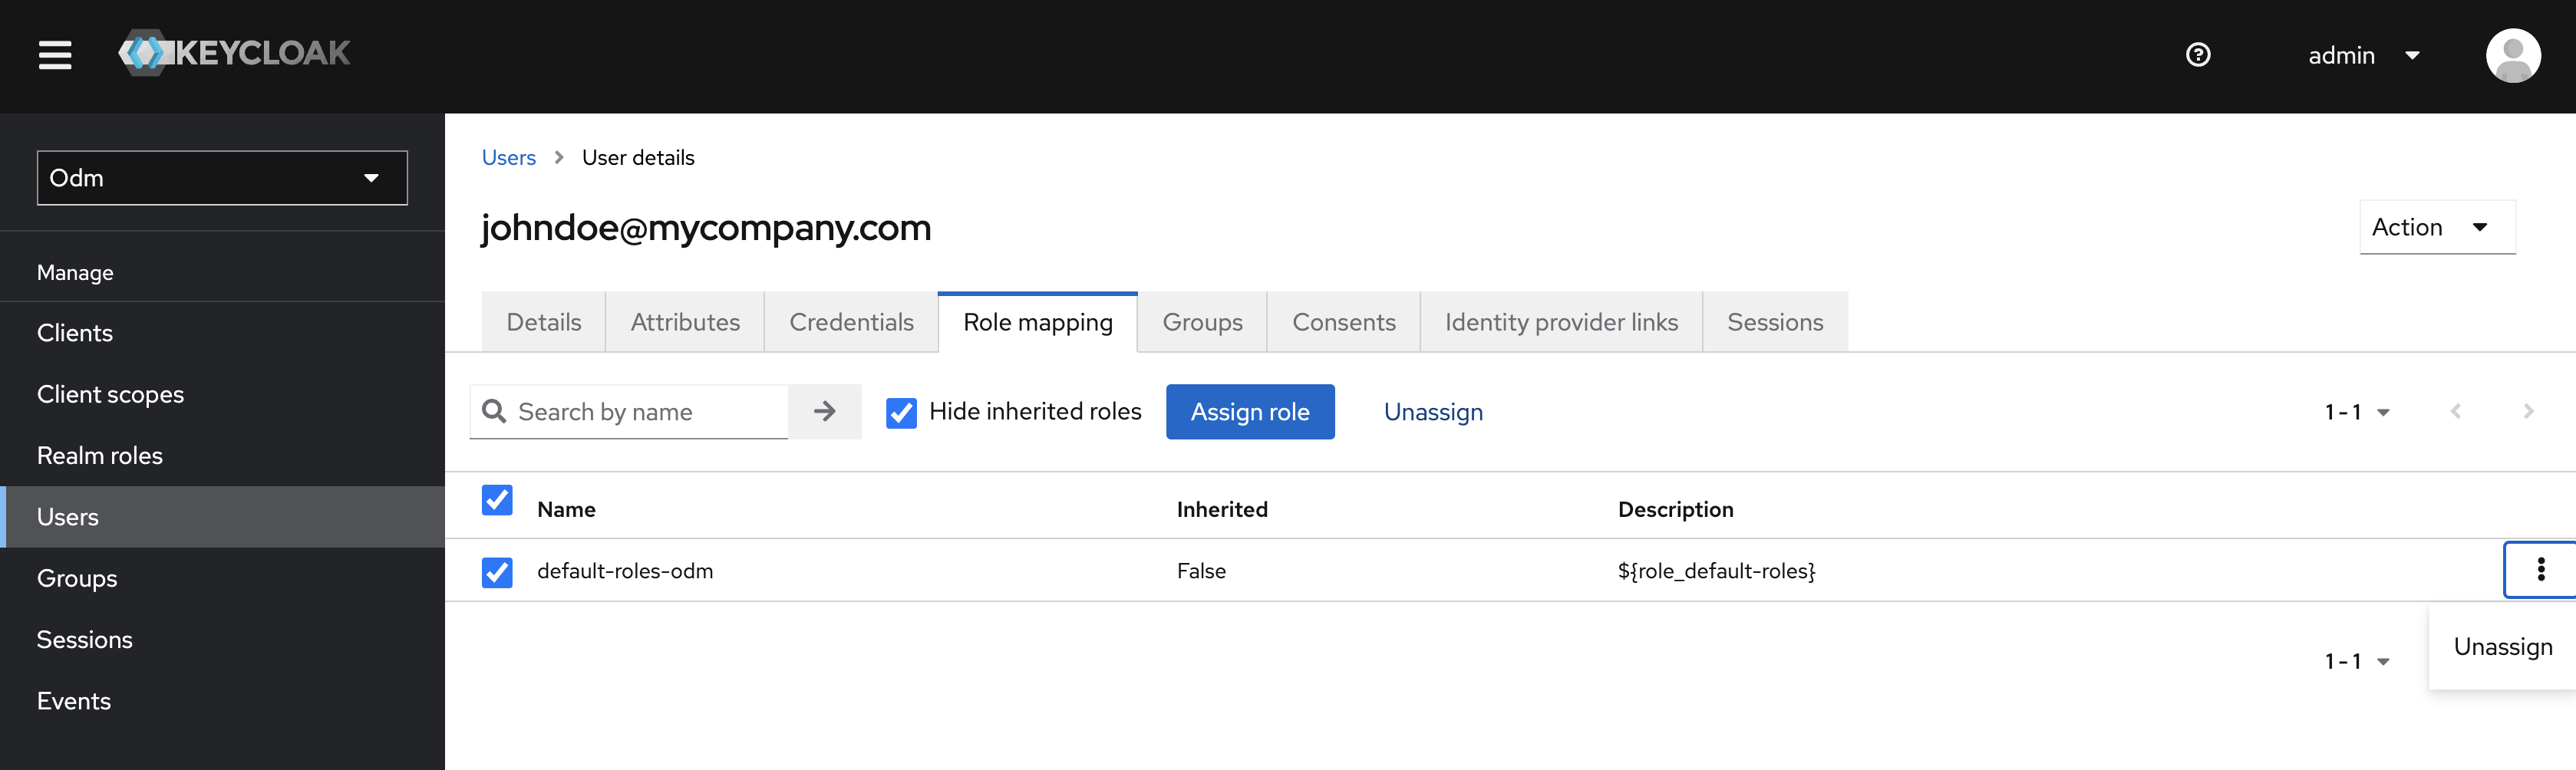 KEYCLOAK
admin
Odm
Manage
Clients
Client scopes
Realm roles
Users
Groups
Sessions
Events
Users > User details
johndoe@mycompany.com
Action
Details Attributes Credentials Role mapping Groups Consents Identity provider links Sessions
Search by name Hide inherited roles Assign role Unassign 1 - 1
Name Inherited Description
default-roles-odm False ${role_default-roles}
Unassign
1 - 1